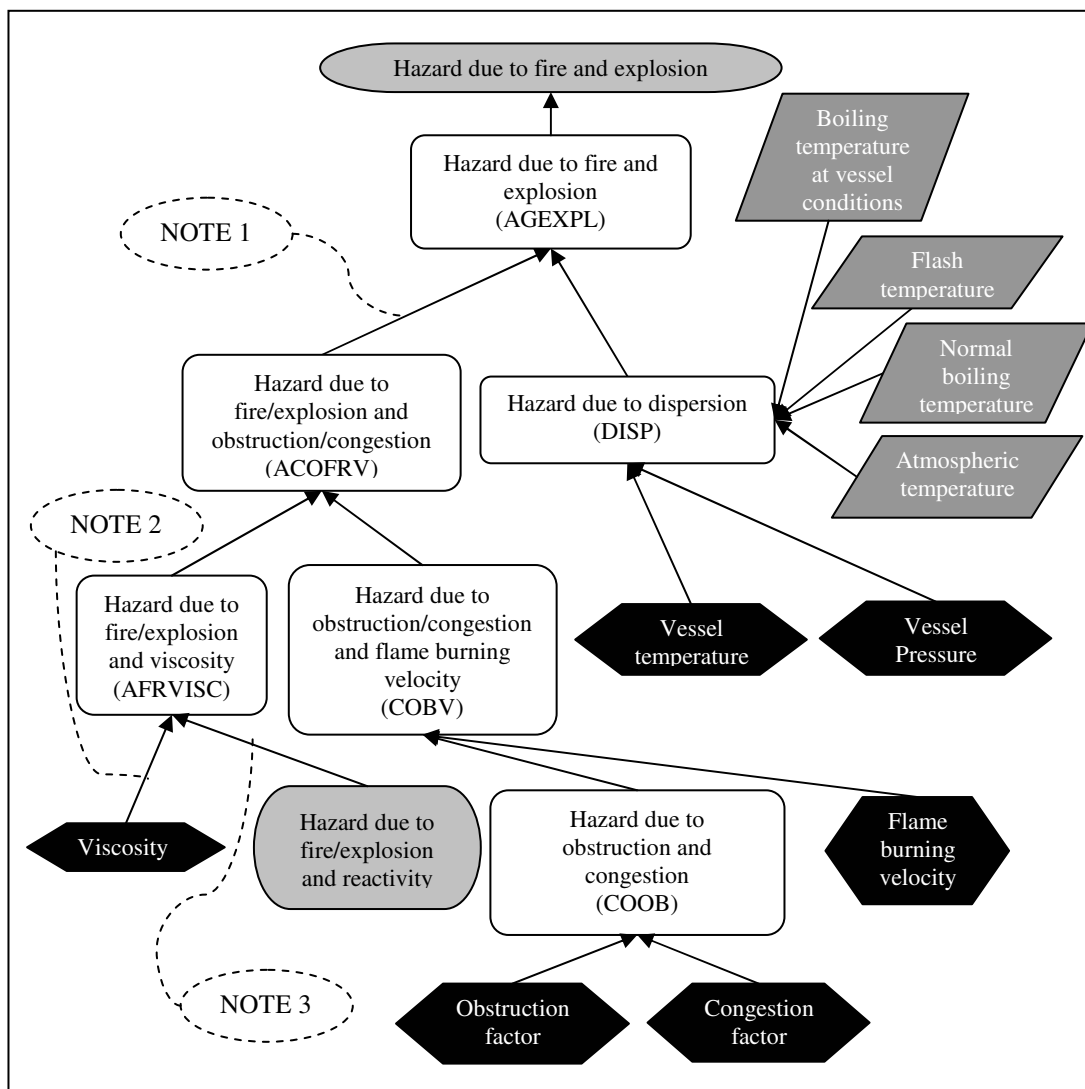 Hazard due to fire and explosion
Hazard due to fire and
explosion
(AGEXPL)
Boiling
temperature
at vessel
conditions
NOTE 1
Flash
temperature
Normal
boiling
temperature
Hazard due to
fire/explosion and
obstruction/congestion
(ACOFRV)
Hazard due to dispersion
(DISP)
Atmospheric
temperature
NOTE 2
Hazard due to
fire/explosion
and viscosity
(AFRVISC)
Hazard due to
obstruction/congestion
and flame burning
velocity
(COBV)
Vessel
temperature
Vessel
Pressure
Viscosity
Hazard due to
fire/explosion
and reactivity
Hazard due to
obstruction and
congestion
(COOB)
Flame
burning
velocity
NOTE 3
Obstruction
factor
Congestion
factor